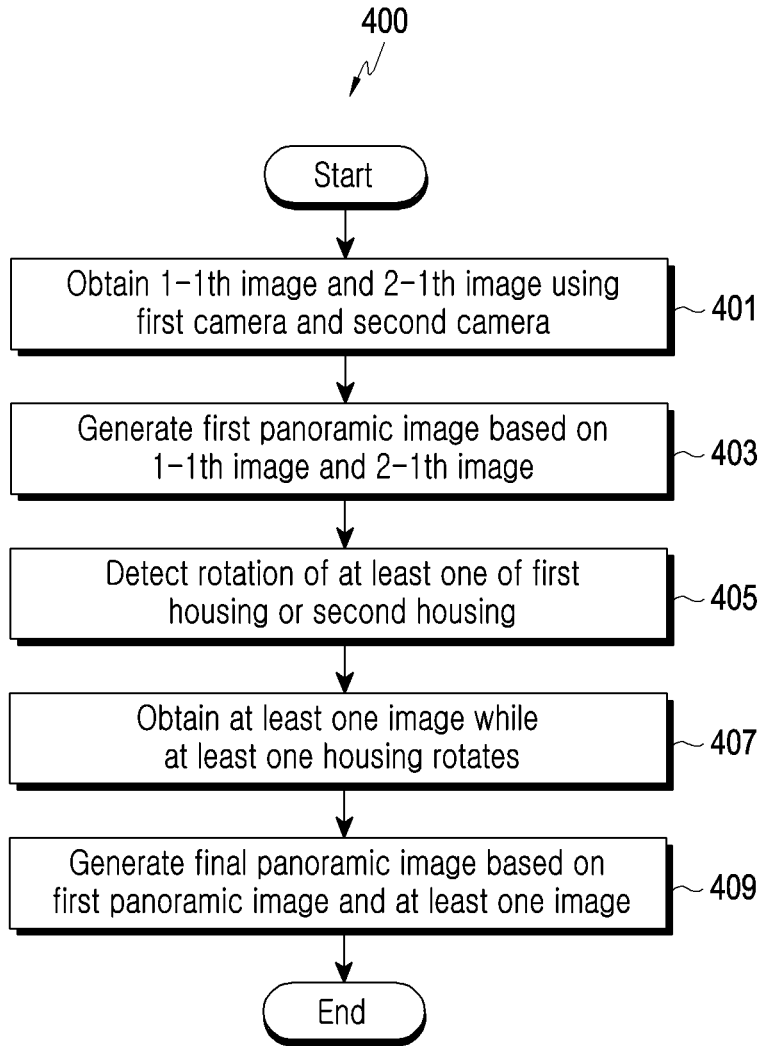 400
Start
Obtain 1-1th image and 2-1th image using
first camera and second camera
401
Generate first panoramic image based on
1-1th image and 2-1th image
403
Detect rotation of at least one of first
housing or second housing
405
Obtain at least one image while
at least one housing rotates
407
Generate final panoramic image based on
first panoramic image and at least one image
409
End